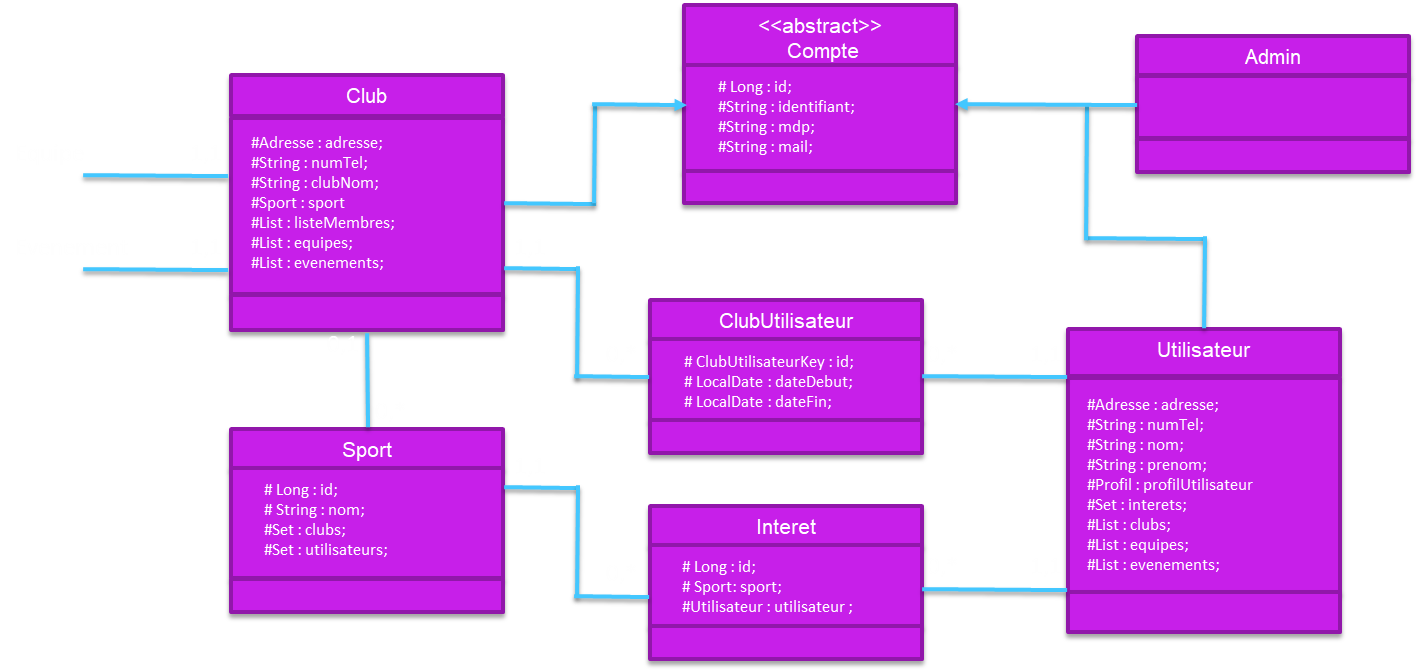 <<abstract>>
Compte
# Long : id;
#String : identifiant;
#String : mdp;
#String : mail;
Admin
Club
#Adresse : adresse;
#String : numTel;
#String : clubNom;
#Sport : sport
#List : listeMembres;
#List : equipes;
#List : evenements;
ClubUtilisateur
# ClubUtilisateurKey : id;
# LocalDate : dateDebut;
# LocalDate : dateFin;
Utilisateur
#Adresse : adresse;
#String : numTel;
#String : nom;
#String : prenom;
#Profil : profilUtilisateur
#Set : interets;
#List : clubs;
#List : equipes;
#List : evenements;
Sport
# Long : id;
# String : nom;
#Set : clubs;
#Set : utilisateurs;
Interet
# Long : id;
# Sport: sport;
#Utilisateur : utilisateur ;